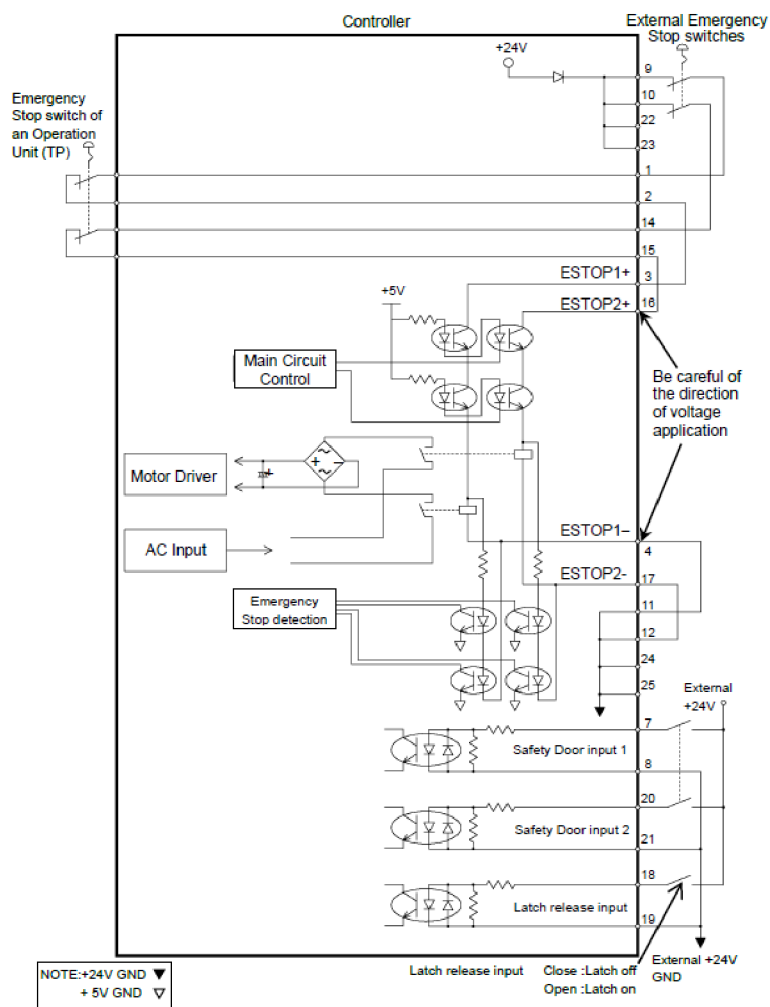 Controller
External Emergency
Stop switches
+24V
9
10
22
23
Emergency
Stop switch of
an Operation
Unit (TP)
1
2
14
15
ESTOP1+
3
+5V
ESTOP2+
16
Main Circuit
Control
Be careful of
the direction
of voltage
application
Motor Driver
AC Input
ESTOP1–
4
ESTOP2-
17
11
Emergency
Stop detection
12
24
25
External
+24V
7
Safety Door input 1
8
20
Safety Door input 2
21
18
Latch release input
19
External +24V
GND
Latch release input Close :Latch off
Open :Latch on
NOTE:+24V GND ▼
+ 5V GND ▽